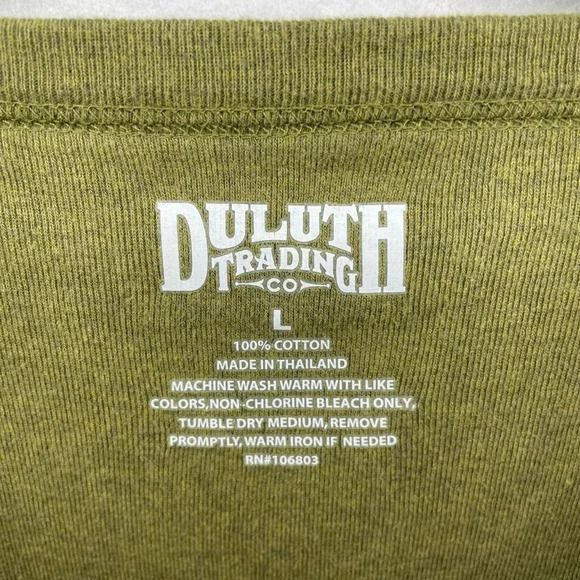 DULUTH
TRADING
CO
L
100% COTTON
MADE IN THAILAND
MACHINE WASH WARM WITH LIKE
COLORS,NON-CHLORINE BLEACH ONLY,
TUMBLE DRY MEDIUM, REMOVE
PROMPTLY, WARM IRON IF NEEDED
RN#106803